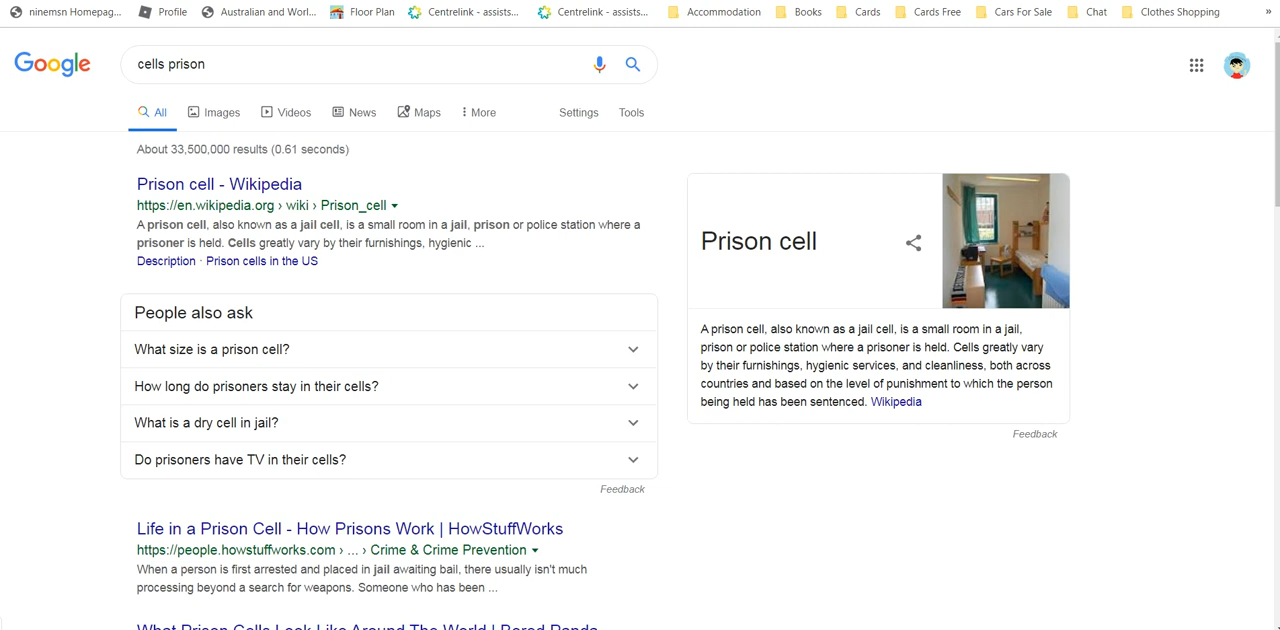 ninemsn Homepag... Profile Australian and Worl... Floor Plan Centrelink - assists... Centrelink - assists... Accommodation Books Cards Cards Free Cars For Sale Chat Clothes Shopping »
Google
cells prison
All Images Videos News Maps More Settings Tools
About 33,500,000 results (0.61 seconds)
Prison cell - Wikipedia
https://en.wikipedia.org › wiki › Prison_cell
A prison cell, also known as a jail cell, is a small room in a jail, prison or police station where a
prisoner is held. Cells greatly vary by their furnishings, hygienic ...
Description · Prison cells in the US
People also ask
What size is a prison cell?
How long do prisoners stay in their cells?
What is a dry cell in jail?
Do prisoners have TV in their cells?
Feedback
Life in a Prison Cell - How Prisons Work | HowStuffWorks
https://people.howstuffworks.com › ... › Crime & Crime Prevention
When a person is first arrested and placed in jail awaiting bail, there usually isn't much
processing beyond a search for weapons. Someone who has been ...
What Prison Cells Look Like Around The World | Bored Panda
Prison cell
A prison cell, also known as a jail cell, is a small room in a jail,
prison or police station where a prisoner is held. Cells greatly vary
by their furnishings, hygienic services, and cleanliness, both across
countries and based on the level of punishment to which the person
being held has been sentenced. Wikipedia
Feedback